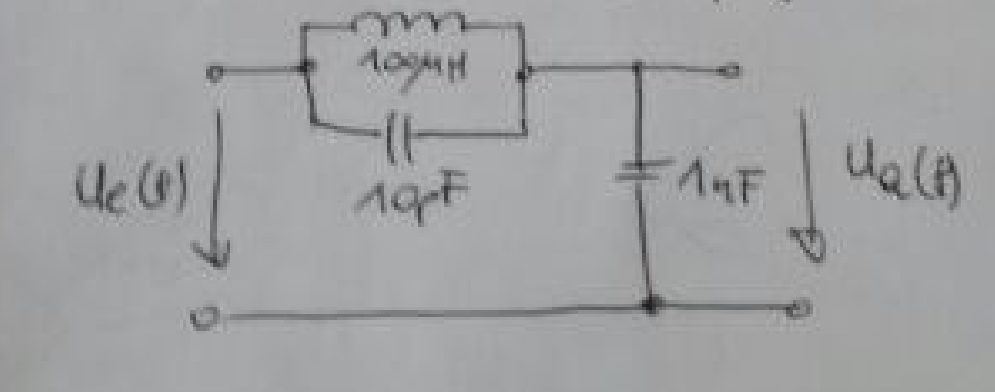 100µH
Ue(t)
10pF
1nF
Ua(t)